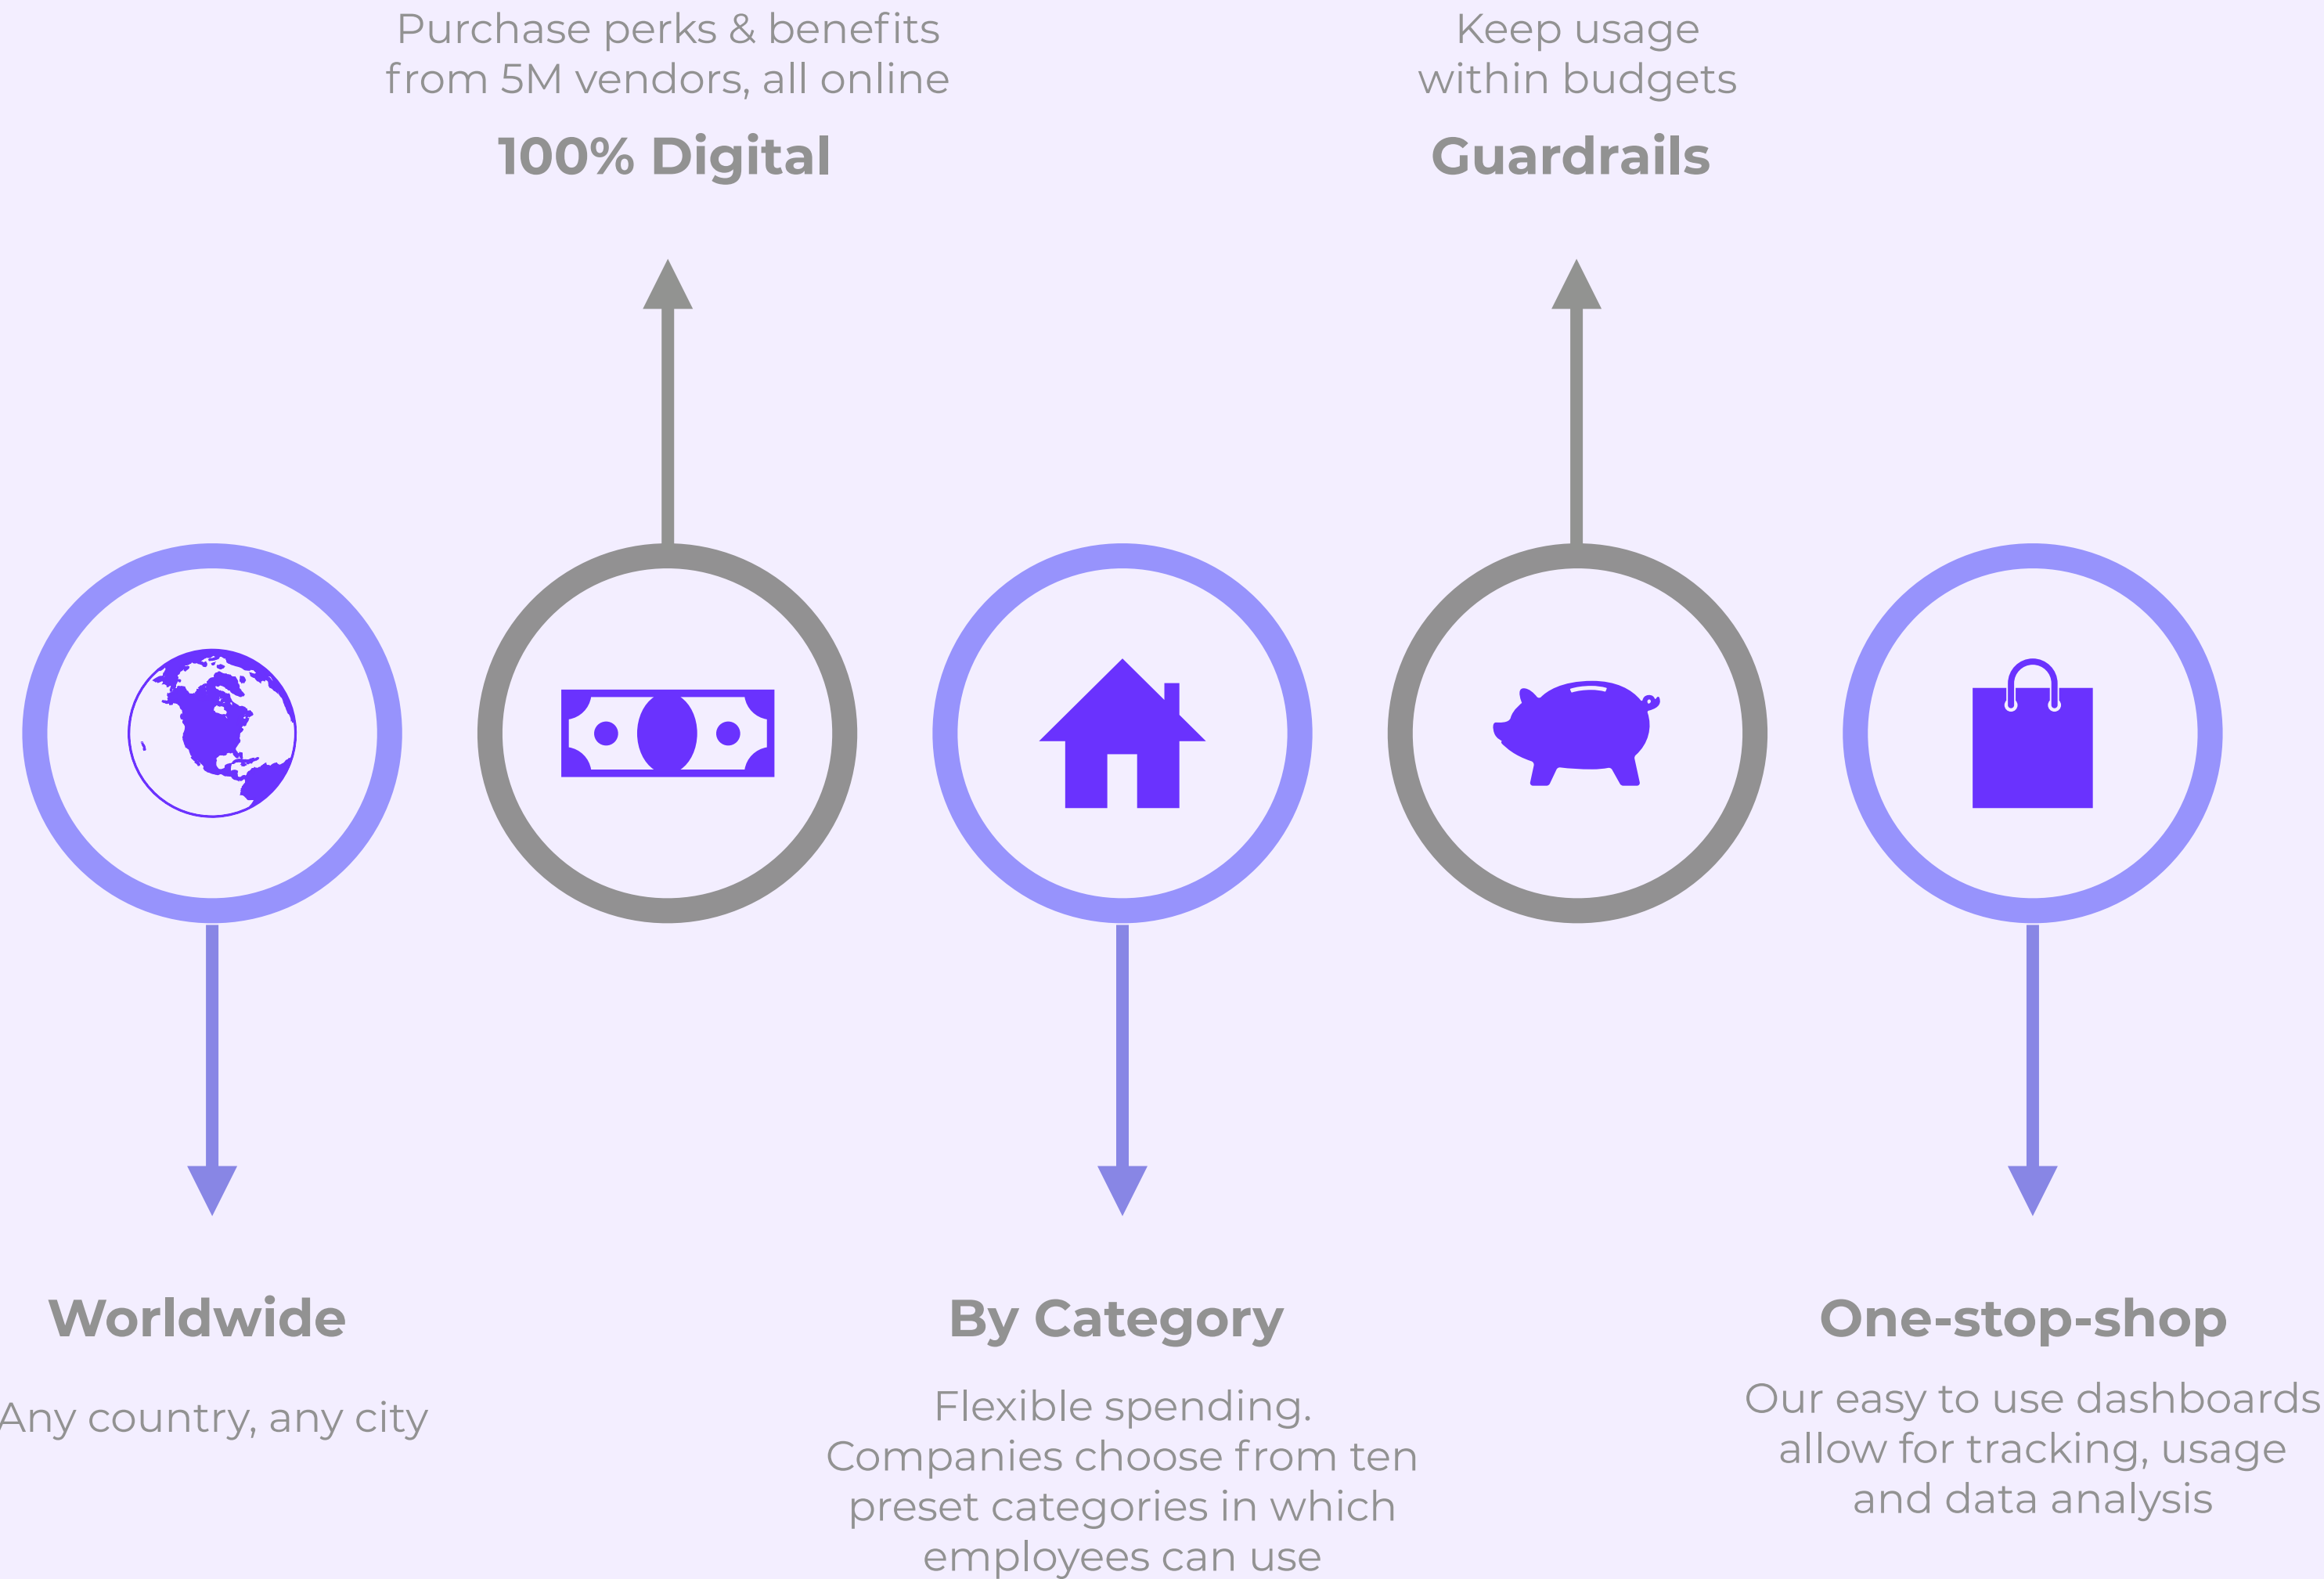 Purchase perks & benefits
from 5M vendors, all online
100% Digital
Keep usage
within budgets
Guardrails
Worldwide
Any country, any city
By Category
Flexible spending.
Companies choose from ten
preset categories in which
employees can use
One-stop-shop
Our easy to use dashboards
allow for tracking, usage
and data analysis